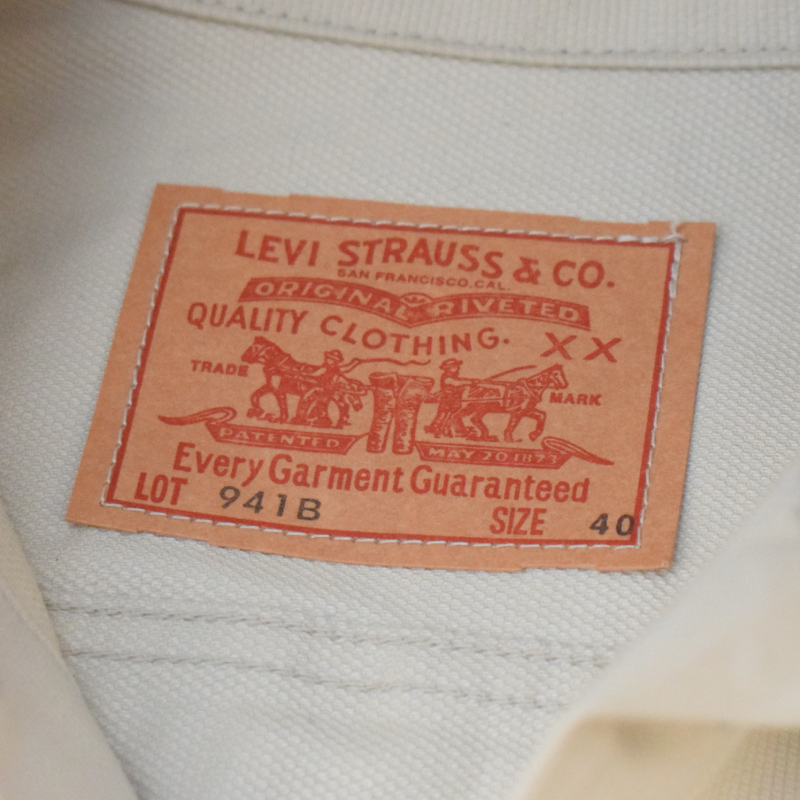 LEVI STRAUSS & CO.
SAN FRANCISCO, CAL.
ORIGINAL RIVETED
QUALITY CLOTHING. XX
TRADE MARK
PATENTED MAY 20 1873
Every Garment Guaranteed
LOT 941B
SIZE 40